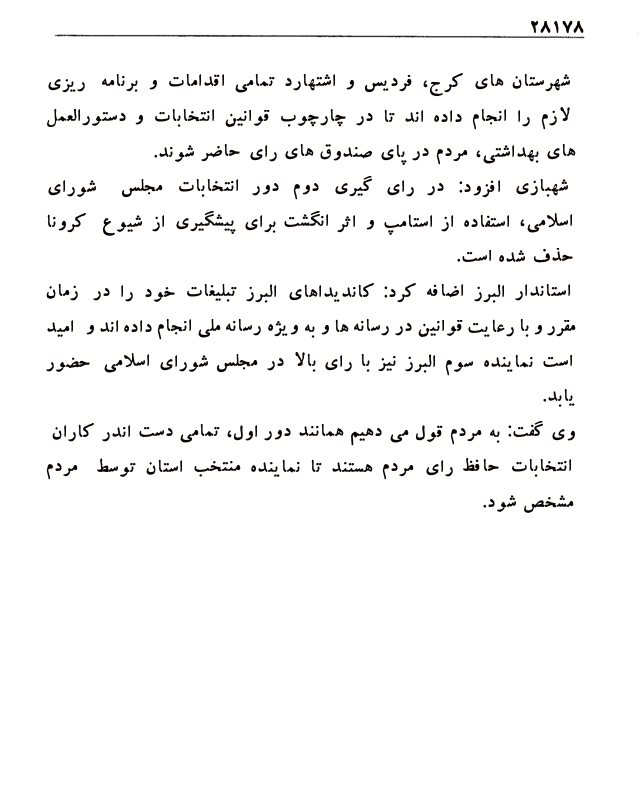 ۲۸۱۷۸
شهرستان های کرج، فردیس و اشتهارد تمامی اقدامات و برنامه ریزی
لازم را انجام داده اند تا در چارچوب قوانین انتخابات و دستورالعمل
های بهداشتی، مردم در پای صندوق های رای حاضر شوند.
شهبازی افزود: در رای گیری دوم دور انتخابات مجلس شورای
اسلامی، استفاده از استامپ و اثر انگشت برای پیشگیری از شیوع کرونا
حذف شده است.
استاندار البرز اضافه کرد: کاندیداهای البرز تبلیغات خود را در زمان
مقرر و با رعایت قوانین در رسانه ها و به ویژه رسانه ملی انجام داده اند و امید
است نماینده سوم البرز نیز با رای بالا در مجلس شورای اسلامی حضور
یابد.
وی گفت: به مردم قول می دهیم همانند دور اول، تمامی دست اندر کاران
انتخابات حافظ رای مردم هستند تا نماینده منتخب استان توسط مردم
مشخص شود.